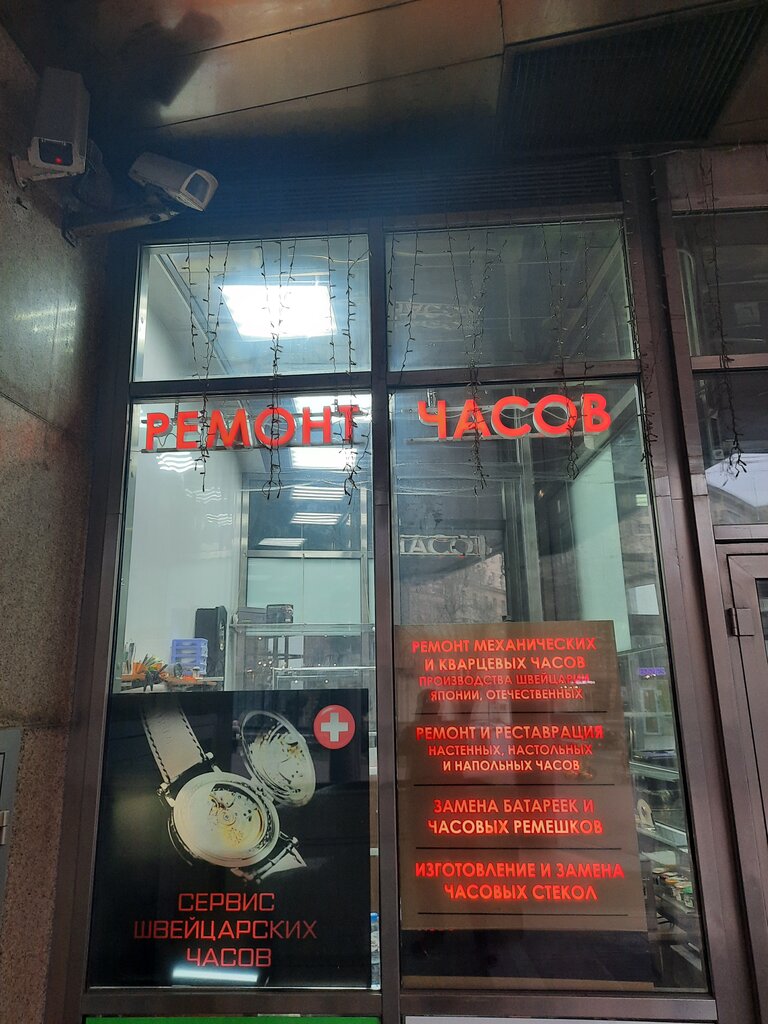 РЕМОНТ ЧАСОВ
СЕРВИС
ШВЕЙЦАРСКИХ
ЧАСОВ
РЕМОНТ МЕХАНИЧЕСКИХ
И КВАРЦЕВЫХ ЧАСОВ
ПРОИЗВОДСТВА ШВЕЙЦАРИИ,
ЯПОНИИ, ОТЕЧЕСТВЕННЫХ
РЕМОНТ И РЕСТАВРАЦИЯ
НАСТЕННЫХ, НАСТОЛЬНЫХ
И НАПОЛЬНЫХ ЧАСОВ
ЗАМЕНА БАТАРЕЕК И
ЧАСОВЫХ РЕМЕШКОВ
ИЗГОТОВЛЕНИЕ И ЗАМЕНА
ЧАСОВЫХ СТЕКОЛ